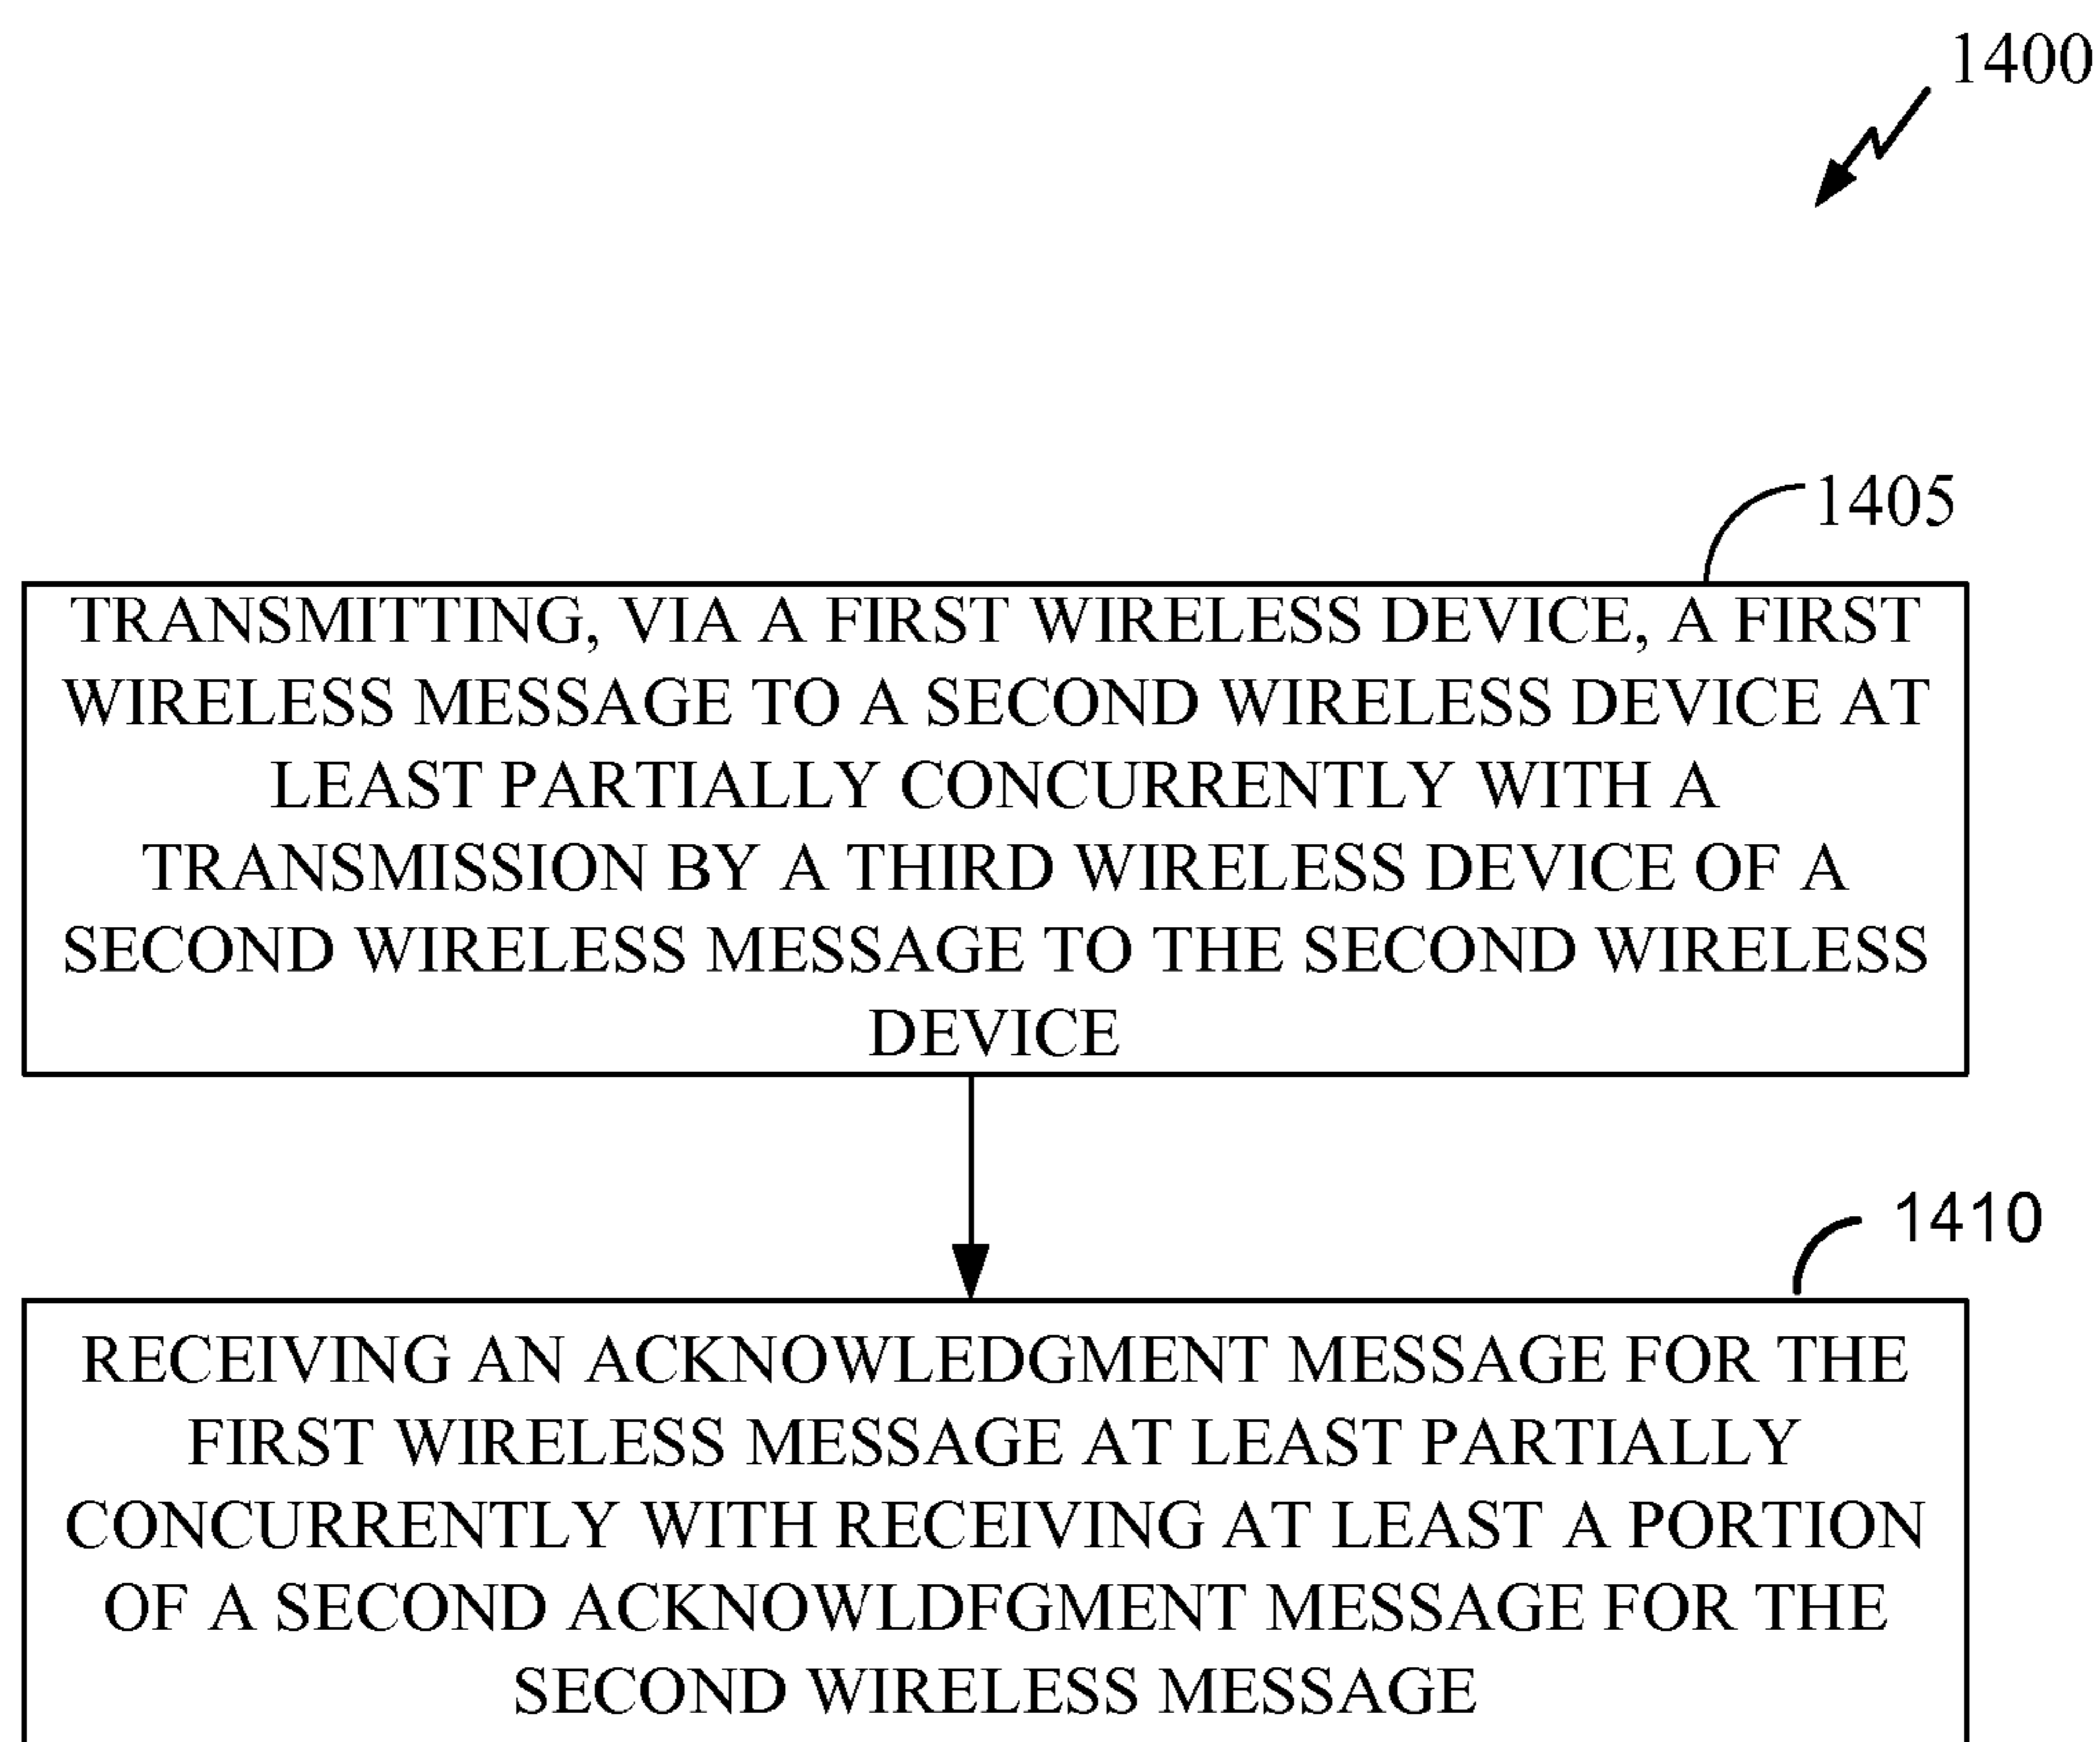 1400
1405
TRANSMITTING, VIA A FIRST WIRELESS DEVICE, A FIRST
WIRELESS MESSAGE TO A SECOND WIRELESS DEVICE AT
LEAST PARTIALLY CONCURRENTLY WITH A
TRANSMISSION BY A THIRD WIRELESS DEVICE OF A
SECOND WIRELESS MESSAGE TO THE SECOND WIRELESS
DEVICE
1410
RECEIVING AN ACKNOWLEDGMENT MESSAGE FOR THE
FIRST WIRELESS MESSAGE AT LEAST PARTIALLY
CONCURRENTLY WITH RECEIVING AT LEAST A PORTION
OF A SECOND ACKNOWLDFGMENT MESSAGE FOR THE
SECOND WIRELESS MESSAGE